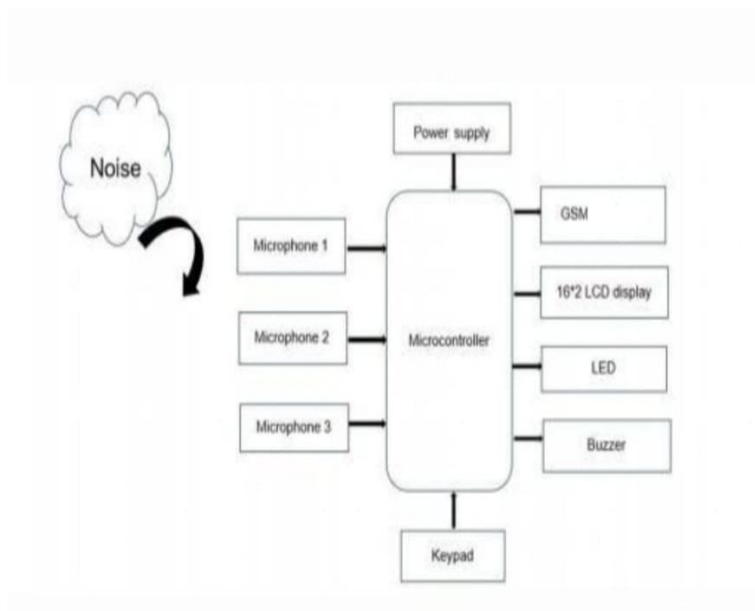 Noise
Power supply
Microphone 1
Microphone 2
Microphone 3
Microcontroller
GSM
16*2 LCD display
LED
Buzzer
Keypad